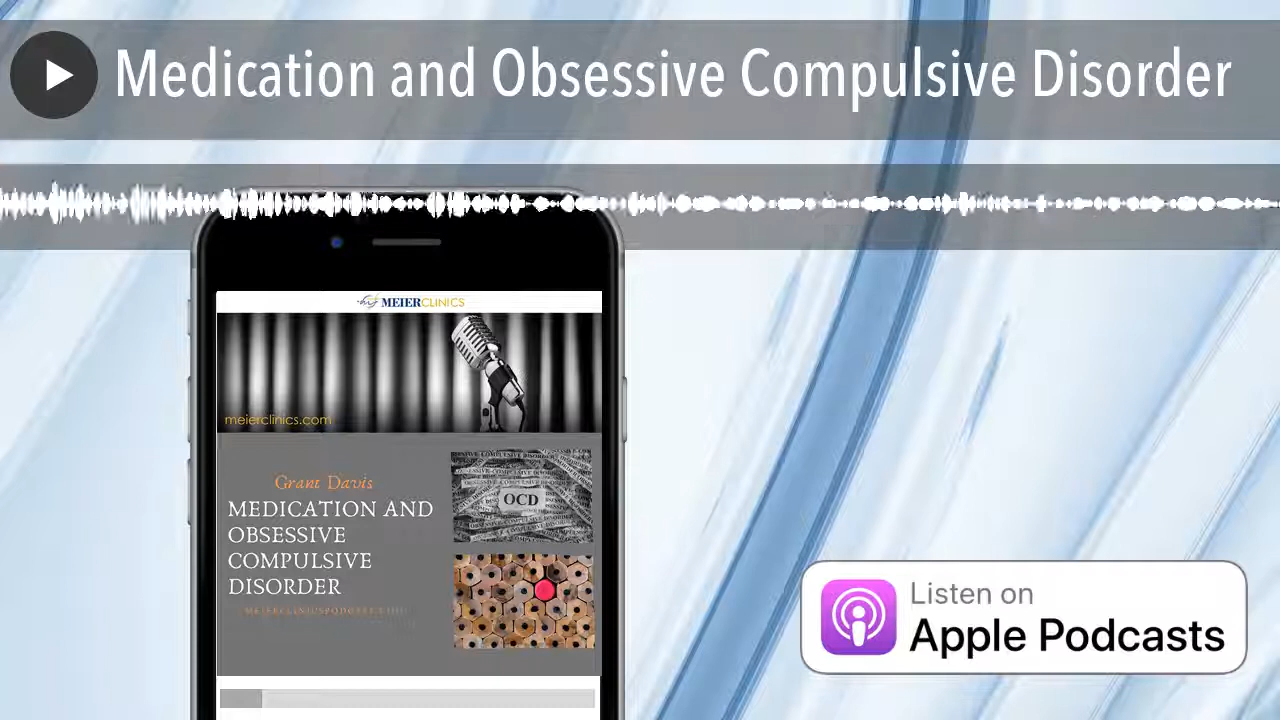 Medication and Obsessive Compulsive Disorder
MEIERCLINICS
meierclinics.com
Grant Davis
MEDICATION AND
OBSESSIVE
COMPULSIVE
DISORDER
OCD
Listen on
Apple Podcasts